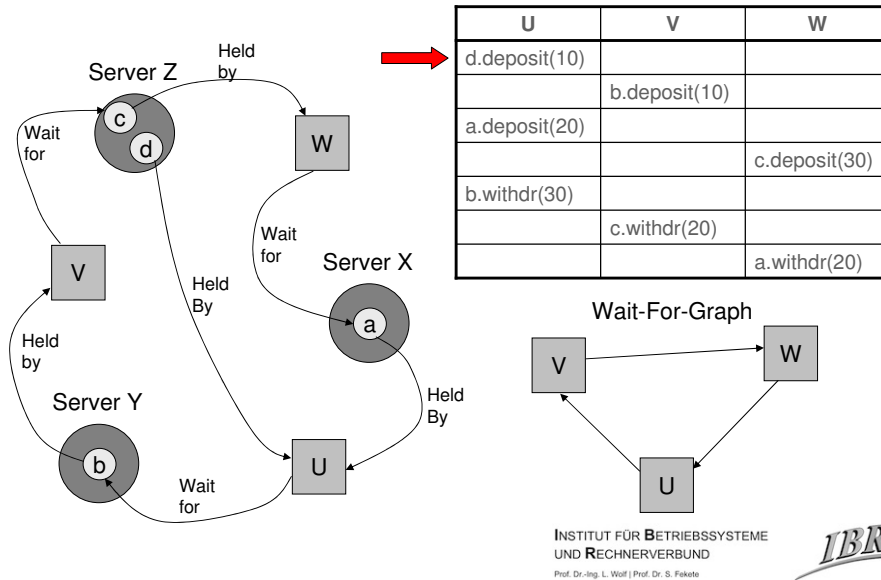 U V W
d.deposit(10)
b.deposit(10)
a.deposit(20)
c.deposit(30)
b.withdr(30)
c.withdr(20)
a.withdr(20)
Server Z
Held
by
c
d
Wait
for
W
Wait
for
Server X
V
Held
By
a
Held
by
Server Y
Held
By
b
U
Wait
for
Wait-For-Graph
V
W
U
INSTITUT FÜR BETRIEBSSYSTEME
UND RECHNERVERBUND
Prof. Dr.-Ing. L. Wolf | Prof. Dr. S. Fekete
IBR